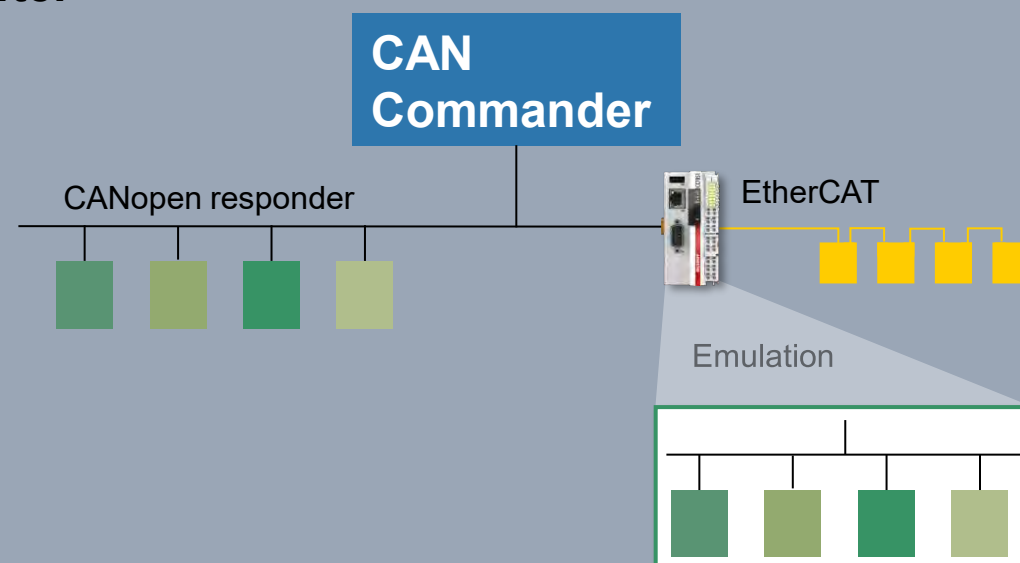 CAN
Commander
CANopen responder
EtherCAT
Emulation